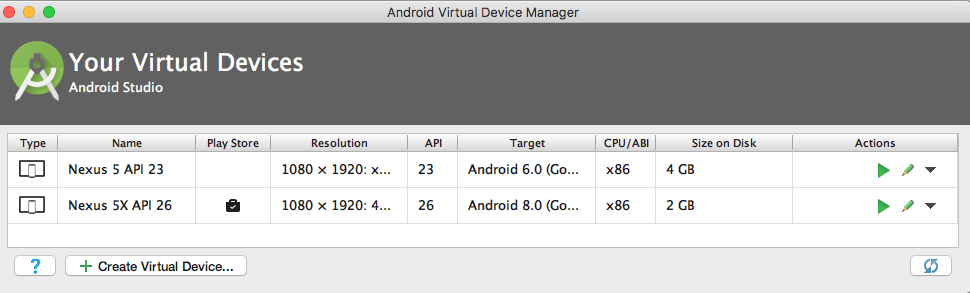 Android Virtual Device Manager
Your Virtual Devices
Android Studio
Type Name Play Store Resolution API Target CPU/ABI Size on Disk Actions
Nexus 5 API 23 1080 × 1920: x... 23 Android 6.0 (Go... x86 4 GB
Nexus 5X API 26 1080 × 1920: 4... 26 Android 8.0 (Go... x86 2 GB
? + Create Virtual Device...